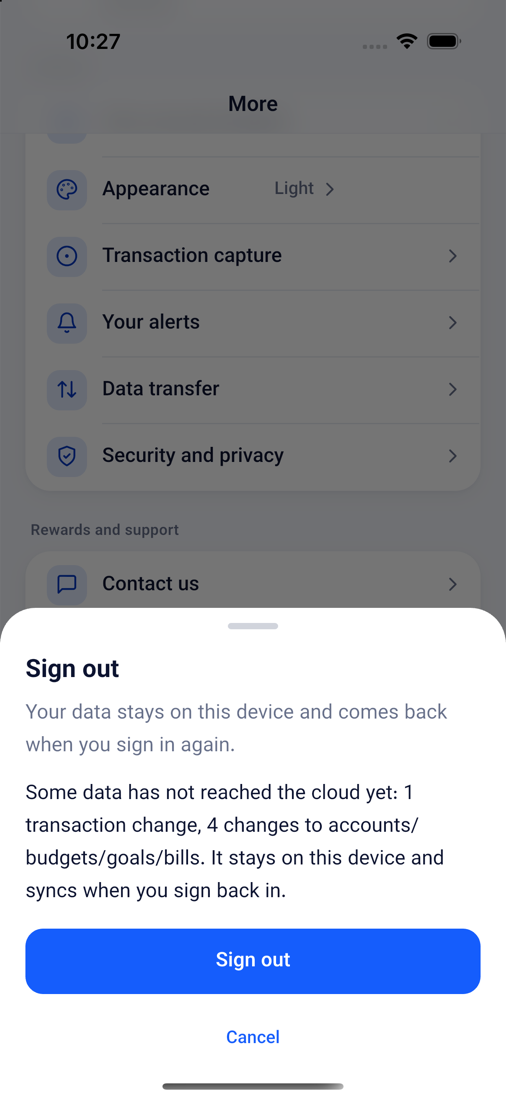 10:27
More
Appearance
Light
Transaction capture
Your alerts
Data transfer
Security and privacy
Rewards and support
Contact us
Sign out
Your data stays on this device and comes back
when you sign in again.
Some data has not reached the cloud yet: 1
transaction change, 4 changes to accounts/
budgets/goals/bills. It stays on this device and
syncs when you sign back in.
Sign out
Cancel